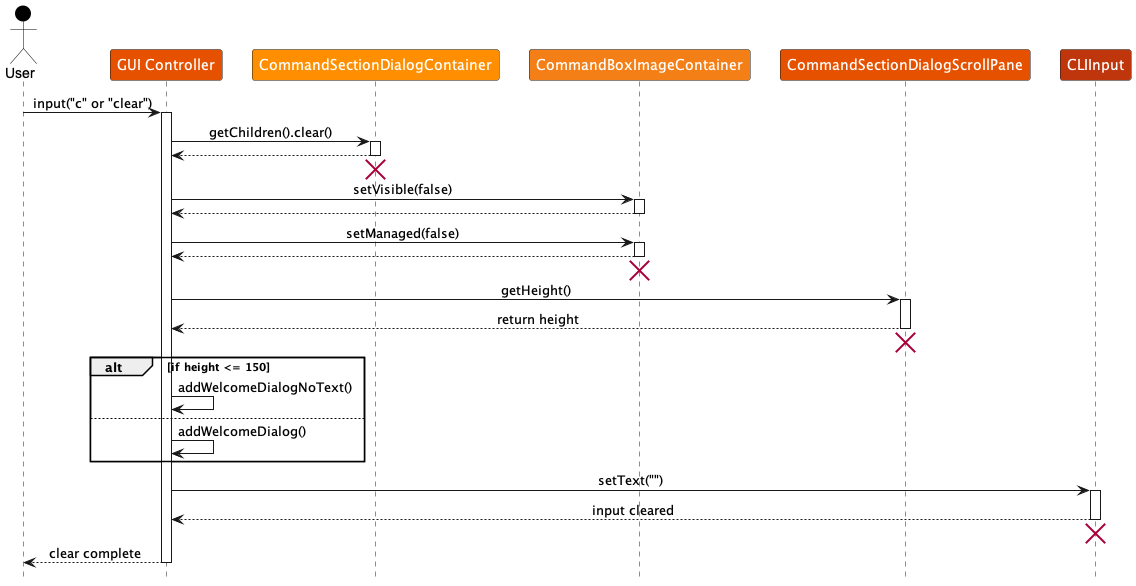 User
GUI Controller
CommandSectionDialogContainer
CommandBoxImageContainer
CommandSectionDialogScrollPane
CLIInput
input("c" or "clear")
getChildren().clear()
setVisible(false)
setManaged(false)
getHeight()
return height
alt
[if height <= 150]
addWelcomeDialogNoText()
addWelcomeDialog()
setText("")
input cleared
clear complete